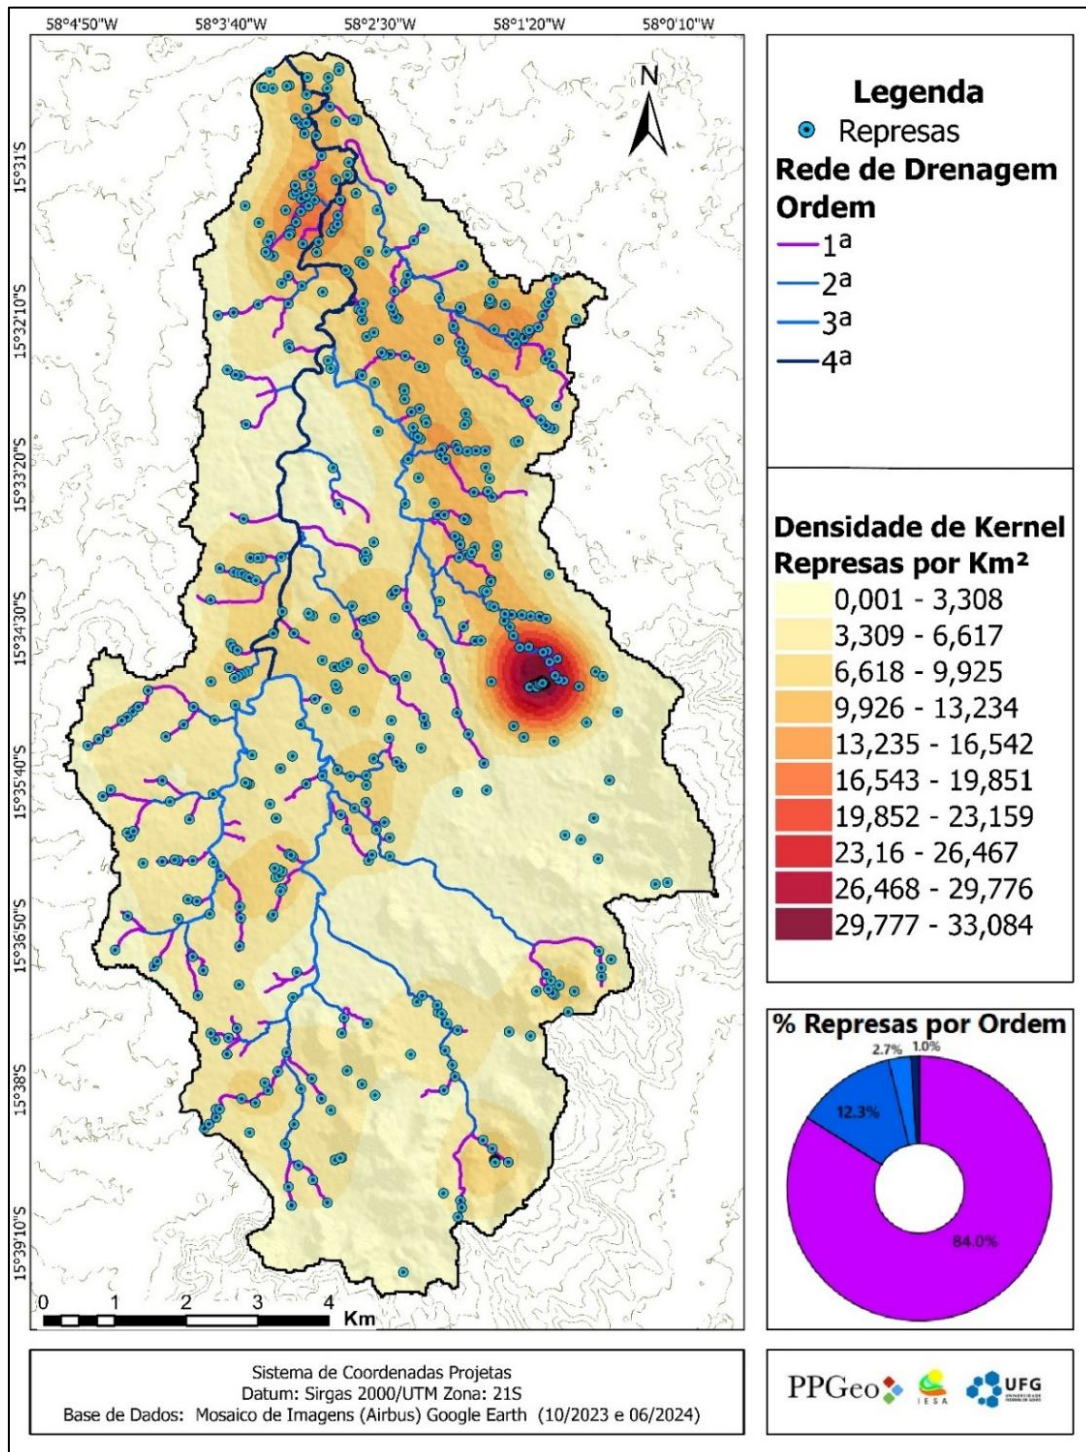 58°4'50"W 58°3'40"W 58°2'30"W 58°1'20"W 58°0'10"W
15°31'S
15°32'10"S
15°33'20"S
15°34'30"S
15°35'40"S
15°36'50"S
15°38'S
15°39'10"S
N
0 1 2 3 4
Km
Legenda
Represas
Rede de Drenagem
Ordem
1ª
2ª
3ª
4ª
Densidade de Kernel
Represas por Km²
0,001 - 3,308
3,309 - 6,617
6,618 - 9,925
9,926 - 13,234
13,235 - 16,542
16,543 - 19,851
19,852 - 23,159
23,16 - 26,467
26,468 - 29,776
29,777 - 33,084
% Represas por Ordem
2.7% 1.0%
12.3%
84.0%
Sistema de Coordenadas Projetas
Datum: Sirgas 2000/UTM Zona: 21S
Base de Dados: Mosaico de Imagens (Airbus) Google Earth (10/2023 e 06/2024)
PPGeo
IESA
UFG